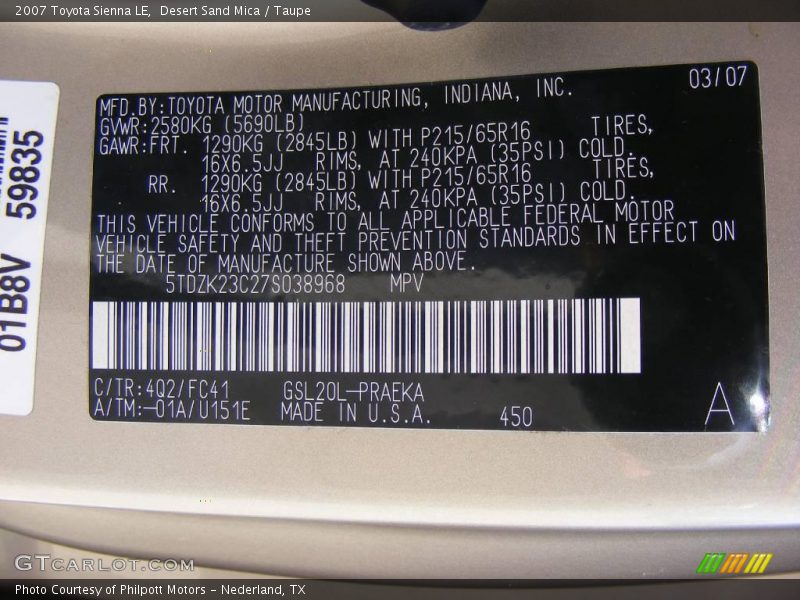 2007 Toyota Sienna LE,  Desert Sand Mica / Taupe
03/07
MFD.BY:TOYOTA MOTOR MANUFACTURING, INDIANA, INC.
GVWR:2580KG (5690LB)
GAWR:FRT. 1290KG (2845LB) WITH P215/65R16 TIRES,
16X6.5JJ RIMS, AT 240KPA (35PSI) COLD.
RR. 1290KG (2845LB) WITH P215/65R16 TIRES,
16X6.5JJ RIMS, AT 240KPA (35PSI) COLD.
THIS VEHICLE CONFORMS TO ALL APPLICABLE FEDERAL MOTOR
VEHICLE SAFETY AND THEFT PREVENTION STANDARDS IN EFFECT ON
THE DATE OF MANUFACTURE SHOWN ABOVE.
5TDZK23C27S038968 MPV
C/TR:4Q2/FC41 GSL20L-PRAEKA
A/TM:-01A/U151E MADE IN U.S.A. 450
A
01B8V 59835
GTCARLOT.COM
Photo Courtesy of Philpott Motors - Nederland, TX